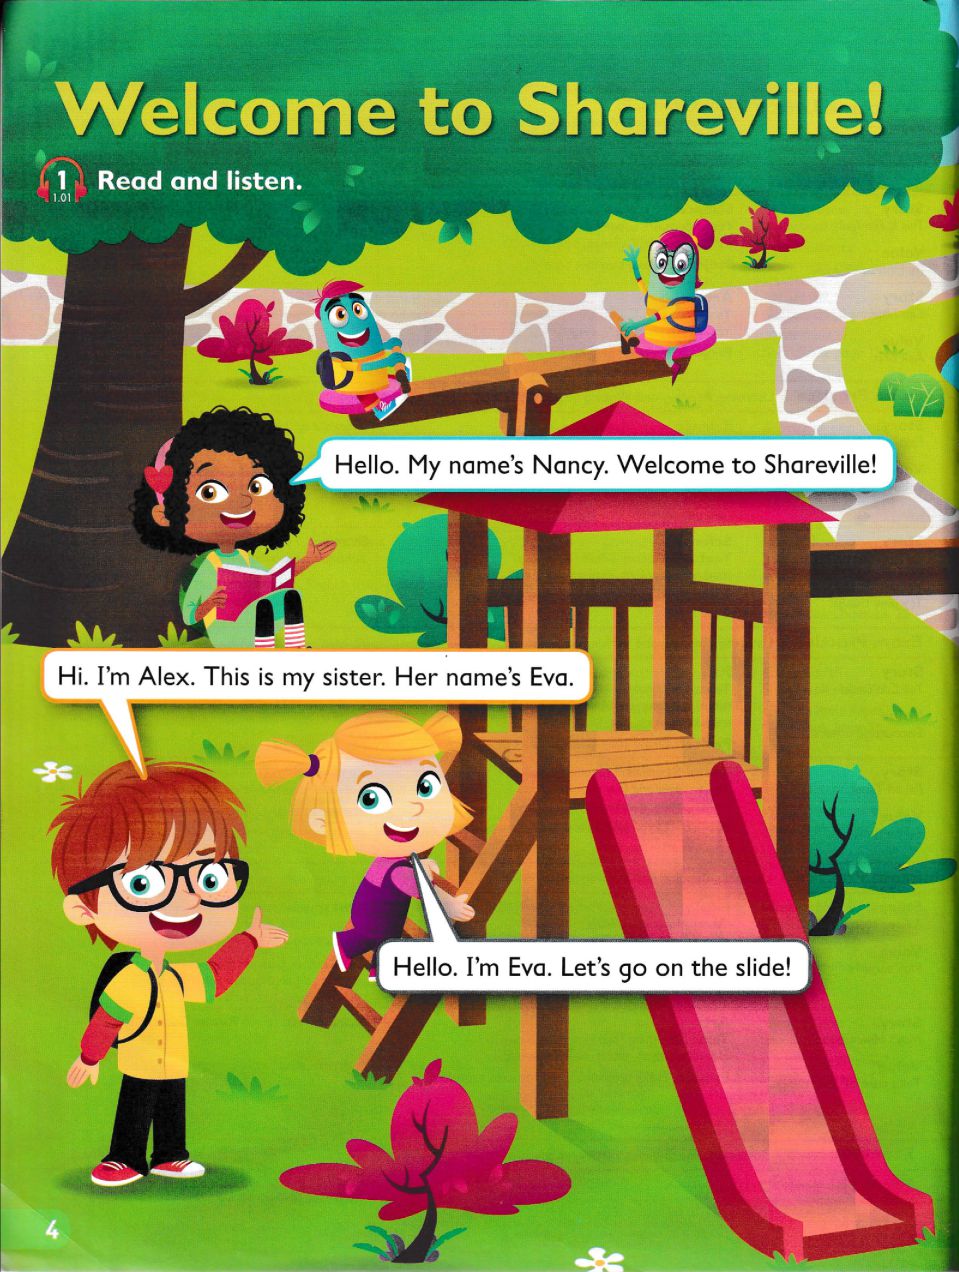 Welcome to Shareville!
1 Read and listen.
1.01
Hello. My name's Nancy. Welcome to Shareville!
Hi. I'm Alex. This is my sister. Her name's Eva.
Hello. I'm Eva. Let's go on the slide!
4